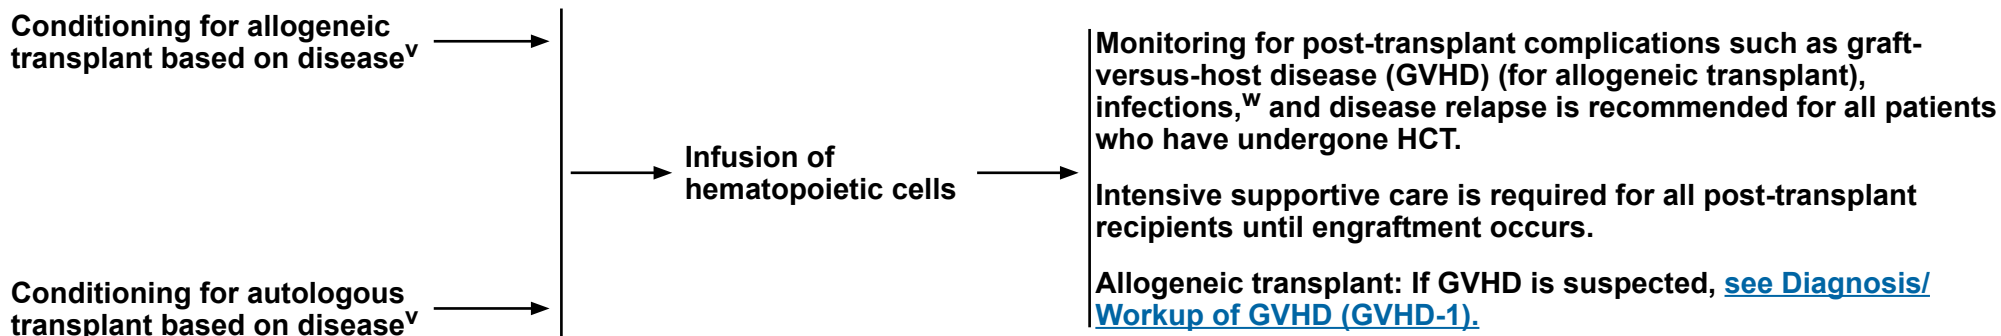 Conditioning for allogeneic
transplant based on diseaseᵛ
Conditioning for autologous
transplant based on diseaseᵛ
Infusion of
hematopoietic cells
Monitoring for post-transplant complications such as graft-
versus-host disease (GVHD) (for allogeneic transplant),
infections,ʷ and disease relapse is recommended for all patients
who have undergone HCT.
Intensive supportive care is required for all post-transplant
recipients until engraftment occurs.
Allogeneic transplant: If GVHD is suspected, see Diagnosis/
Workup of GVHD (GVHD-1).